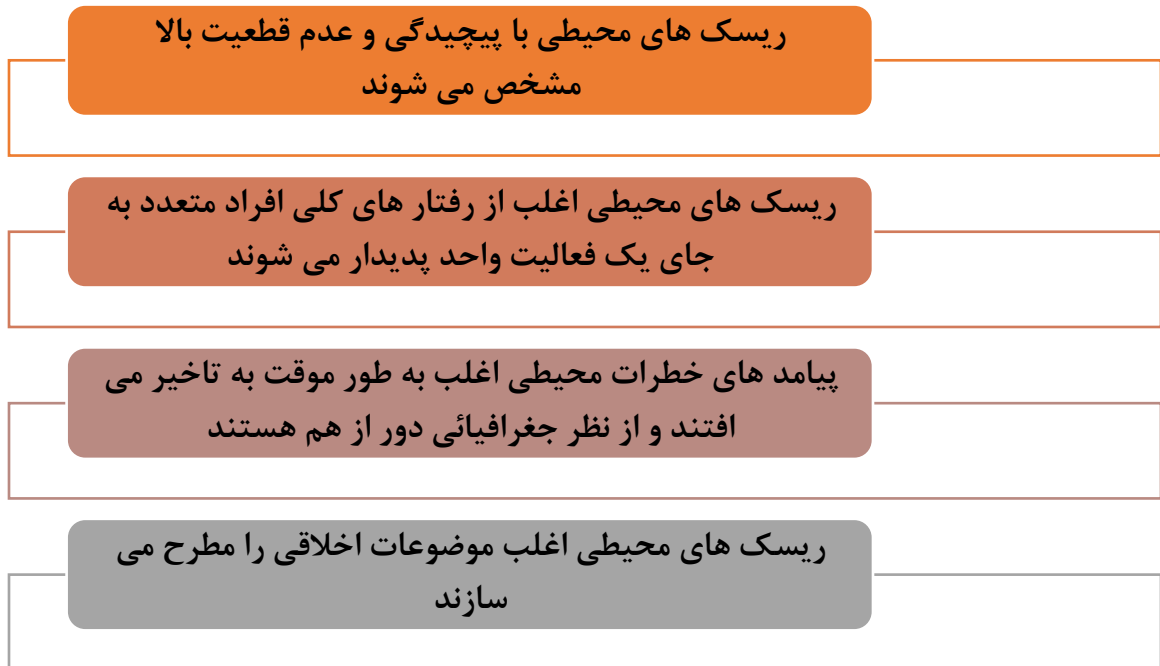 ریسک های محیطی با پیچیدگی و عدم قطعیت بالا
مشخص می شوند
ریسک های محیطی اغلب از رفتار های کلی افراد متعدد به
جای یک فعالیت واحد پدیدار می شوند
پیامد های خطرات محیطی اغلب به طور موقت به تاخیر می
افتند و از نظر جغرافیائی دور از هم هستند
ریسک های محیطی اغلب موضوعات اخلاقی را مطرح می
سازند